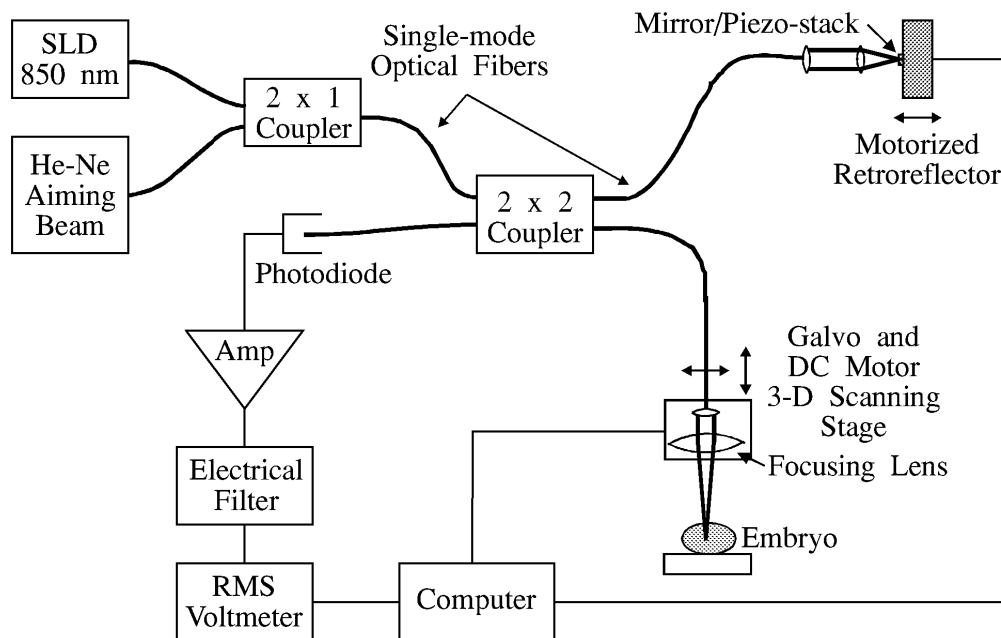 SLD
850 nm
He-Ne
Aiming
Beam
2 x 1
Coupler
Single-mode
Optical Fibers
Mirror/Piezo-stack
Motorized
Retroreflector
2 x 2
Coupler
Photodiode
Amp
Galvo and
DC Motor
3-D Scanning
Stage
Focusing Lens
Electrical
Filter
Embryo
RMS
Voltmeter
Computer